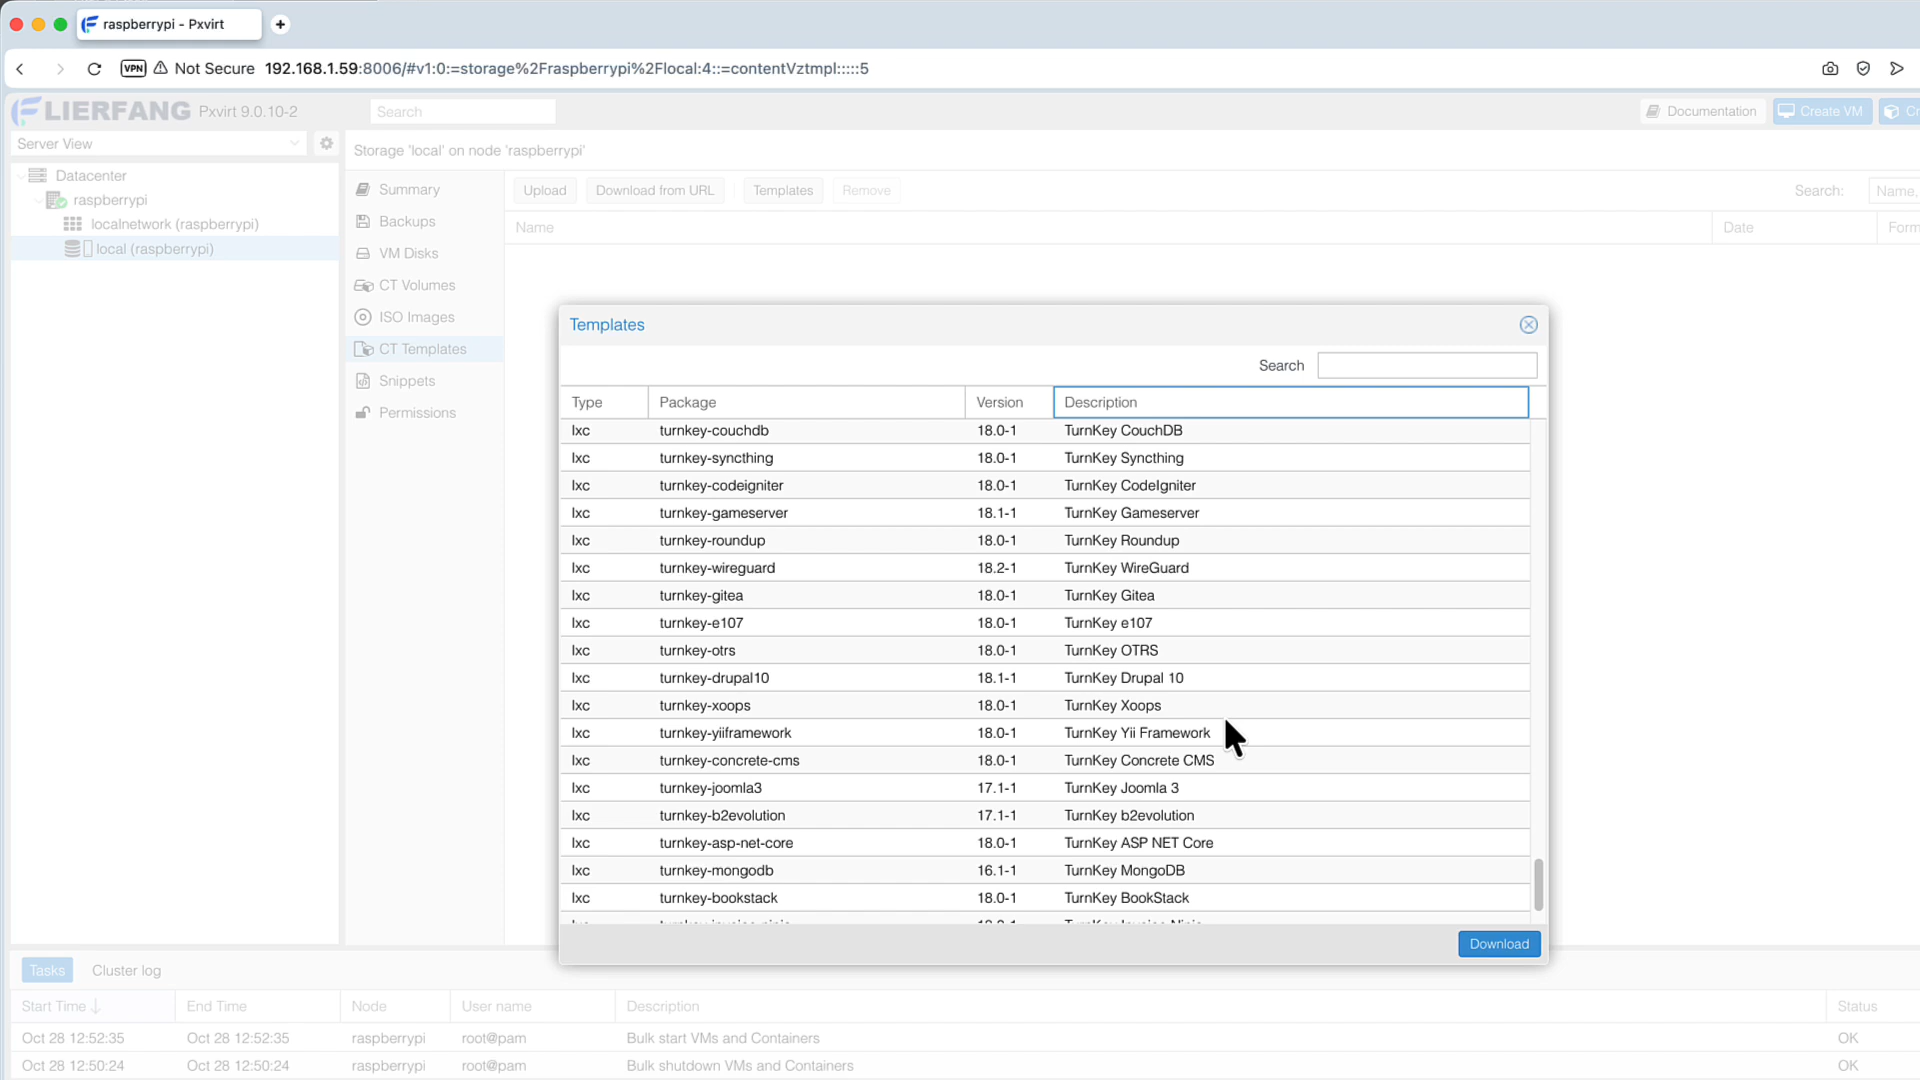 raspberrypi - Pxvirt
VPN Not Secure 192.168.1.59:8006/#v1:0:=storage%2Fraspberrypi%2Flocal:4::=contentVztmpl:::::5
LIERFANG Pxvirt 9.0.10-2 Search Documentation Create VM
Server View
Storage 'local' on node 'raspberrypi'
Datacenter
raspberrypi
localnetwork (raspberrypi)
local (raspberrypi)
Summary
Backups
VM Disks
CT Volumes
ISO Images
CT Templates
Snippets
Permissions
Upload Download from URL Templates Remove Search: Name,
Name Date Form
Templates
Search
Type Package Version Description
lxc turnkey-couchdb 18.0-1 TurnKey CouchDB
lxc turnkey-syncthing 18.0-1 TurnKey Syncthing
lxc turnkey-codeigniter 18.0-1 TurnKey CodeIgniter
lxc turnkey-gameserver 18.1-1 TurnKey Gameserver
lxc turnkey-roundup 18.0-1 TurnKey Roundup
lxc turnkey-wireguard 18.2-1 TurnKey WireGuard
lxc turnkey-gitea 18.0-1 TurnKey Gitea
lxc turnkey-e107 18.0-1 TurnKey e107
lxc turnkey-otrs 18.0-1 TurnKey OTRS
lxc turnkey-drupal10 18.1-1 TurnKey Drupal 10
lxc turnkey-xoops 18.0-1 TurnKey Xoops
lxc turnkey-yiiframework 18.0-1 TurnKey Yii Framework
lxc turnkey-concrete-cms 18.0-1 TurnKey Concrete CMS
lxc turnkey-joomla3 17.1-1 TurnKey Joomla 3
lxc turnkey-b2evolution 17.1-1 TurnKey b2evolution
lxc turnkey-asp-net-core 18.0-1 TurnKey ASP NET Core
lxc turnkey-mongodb 16.1-1 TurnKey MongoDB
lxc turnkey-bookstack 18.0-1 TurnKey BookStack
Download
Tasks Cluster log
Start Time End Time Node User name Description Status
Oct 28 12:52:35 Oct 28 12:52:35 raspberrypi root@pam Bulk start VMs and Containers OK
Oct 28 12:50:24 Oct 28 12:50:24 raspberrypi root@pam Bulk shutdown VMs and Containers OK